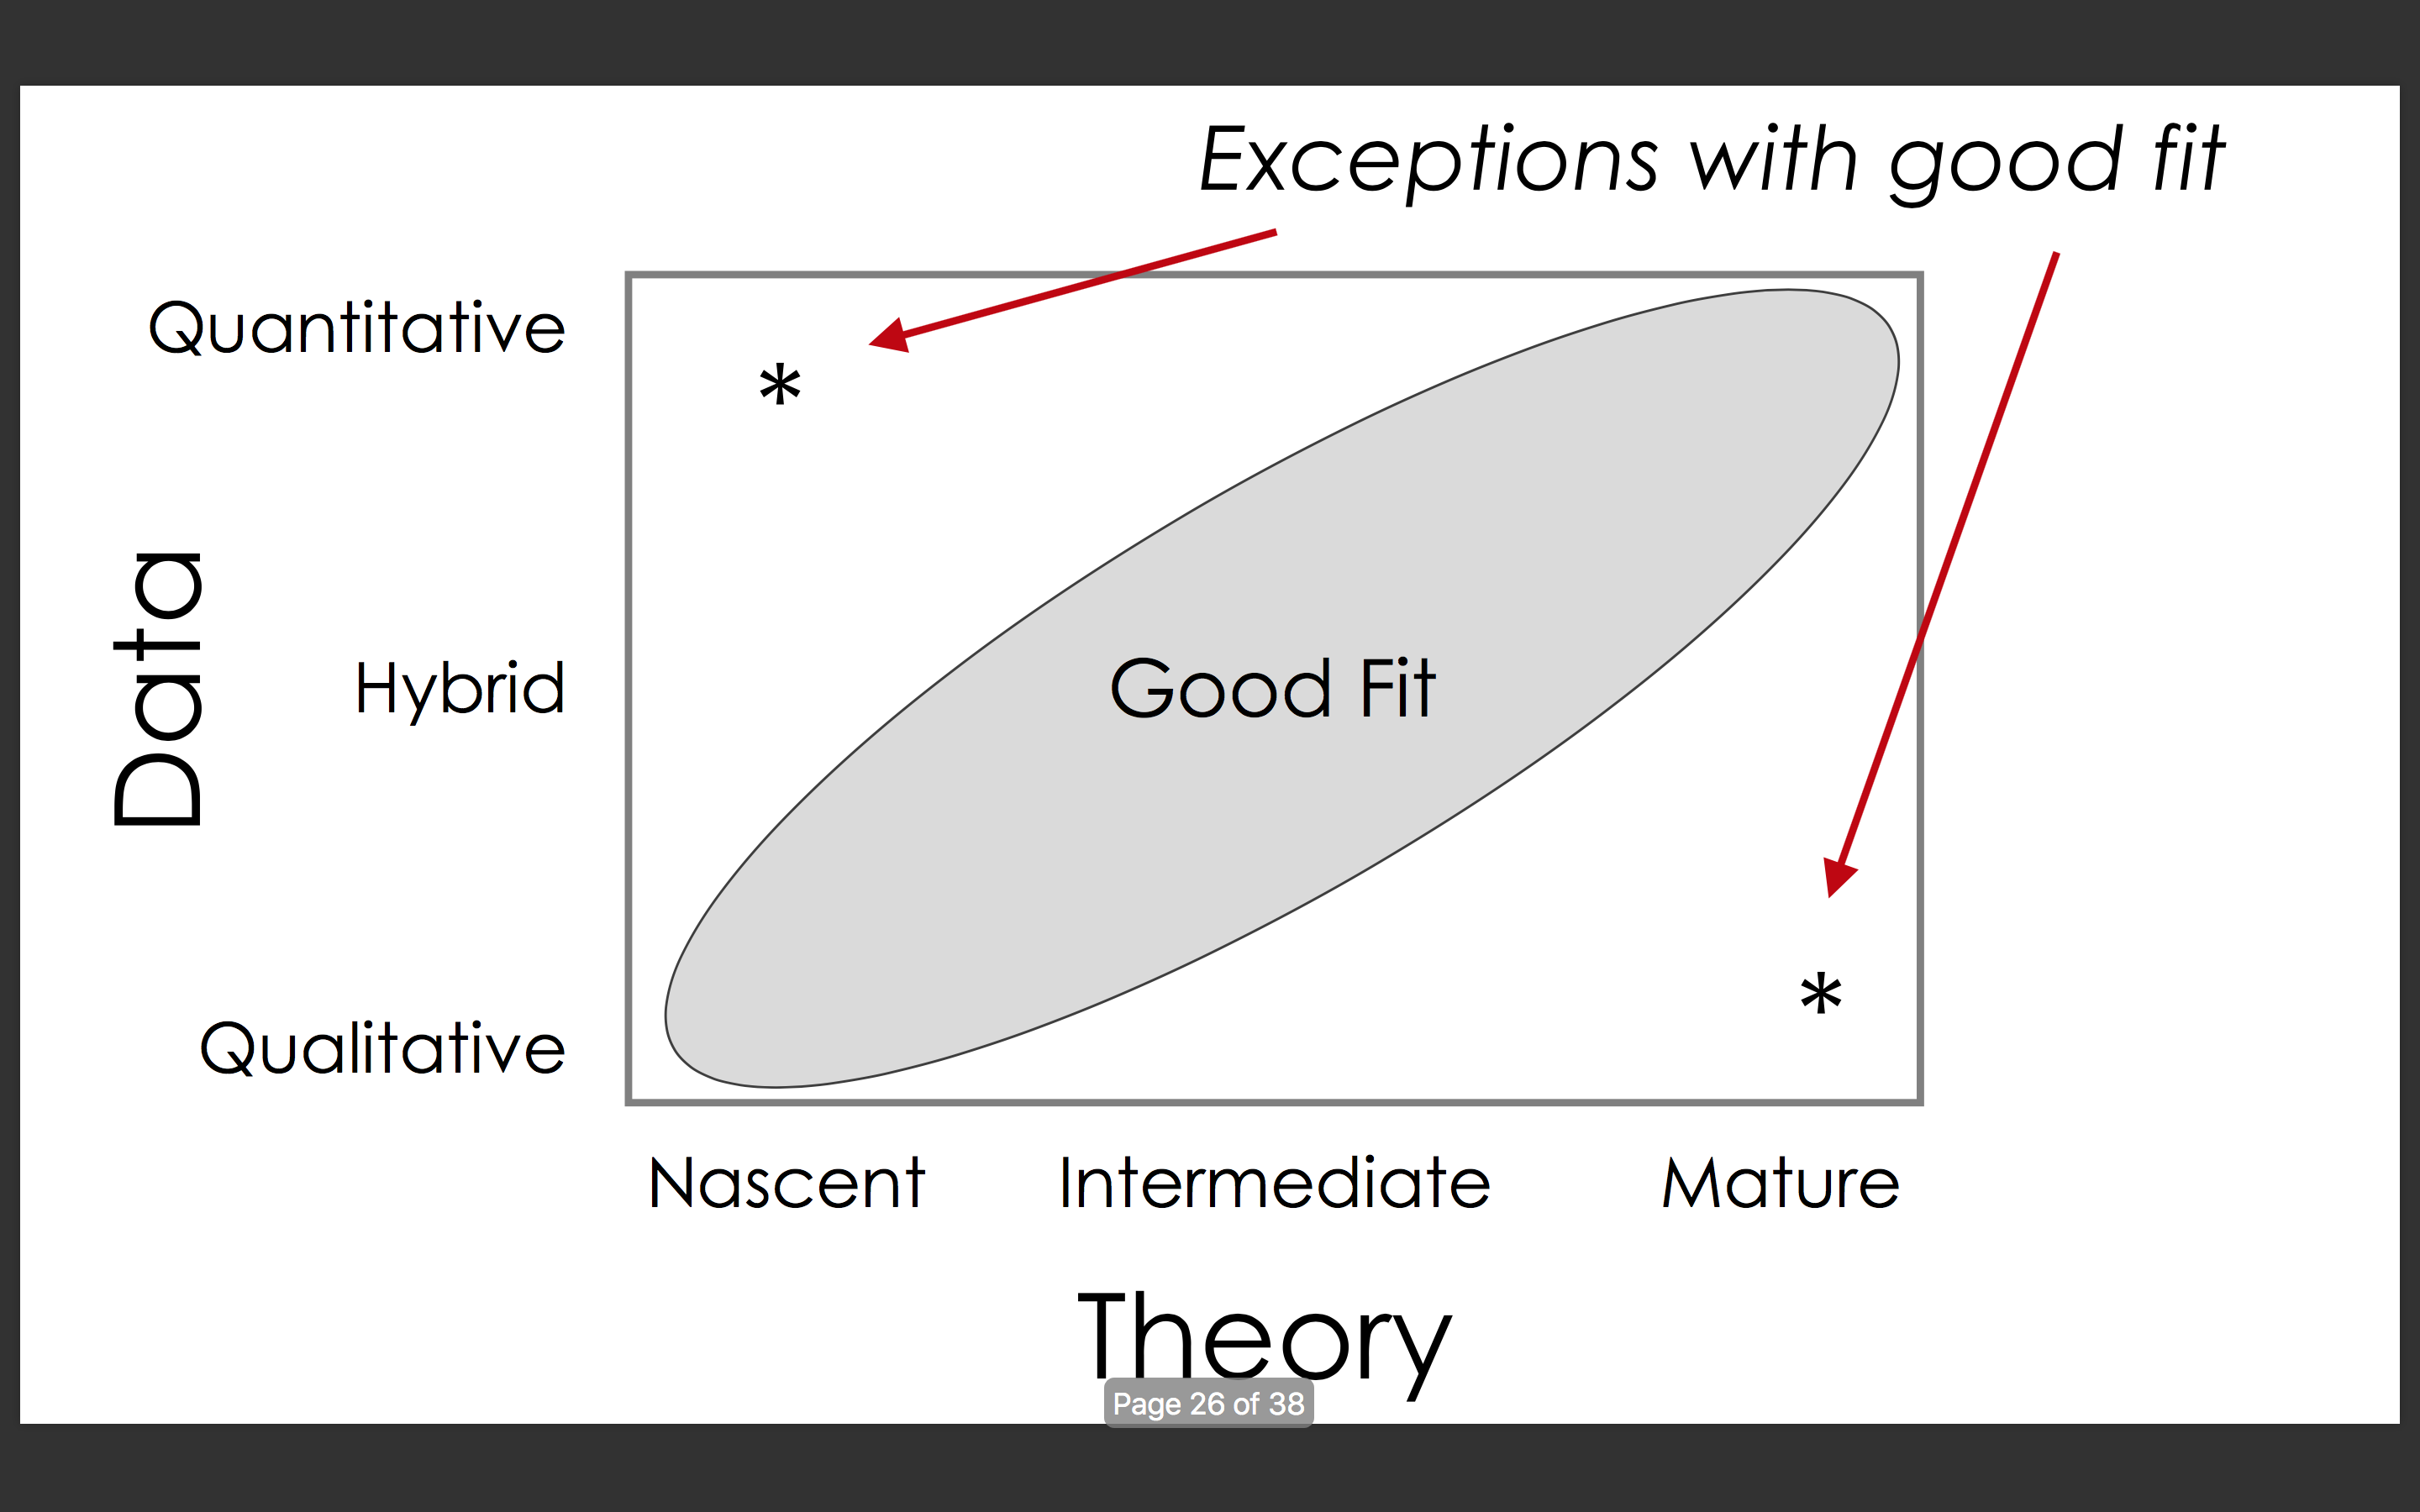 Exceptions with good fit
Quantitative
*
Data
Hybrid
Good Fit
*
Qualitative
Nascent Intermediate Mature
Theory
Page 26 of 38